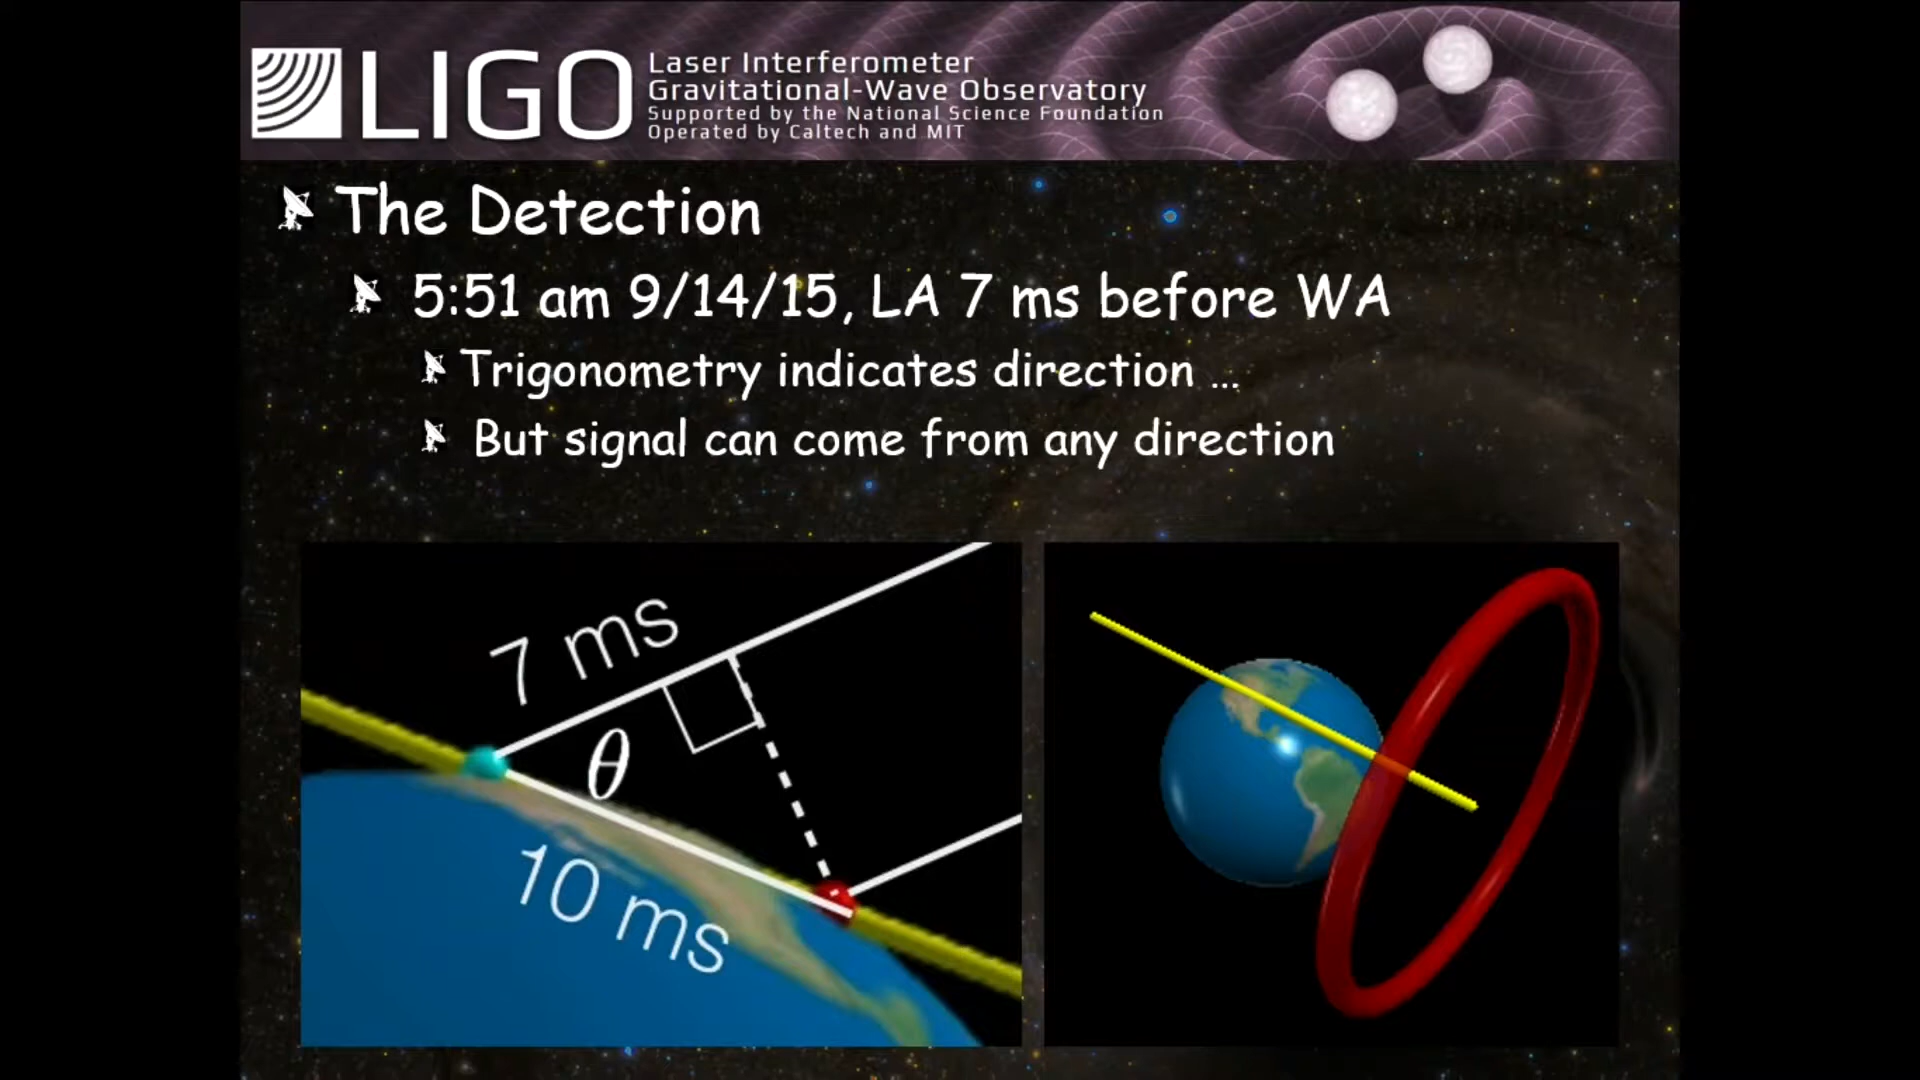 LIGO
Laser Interferometer
Gravitational-Wave Observatory
Supported by the National Science Foundation
Operated by Caltech and MIT
The Detection
5:51 am 9/14/15, LA 7 ms before WA
Trigonometry indicates direction ...
But signal can come from any direction
7 ms
θ
10 ms